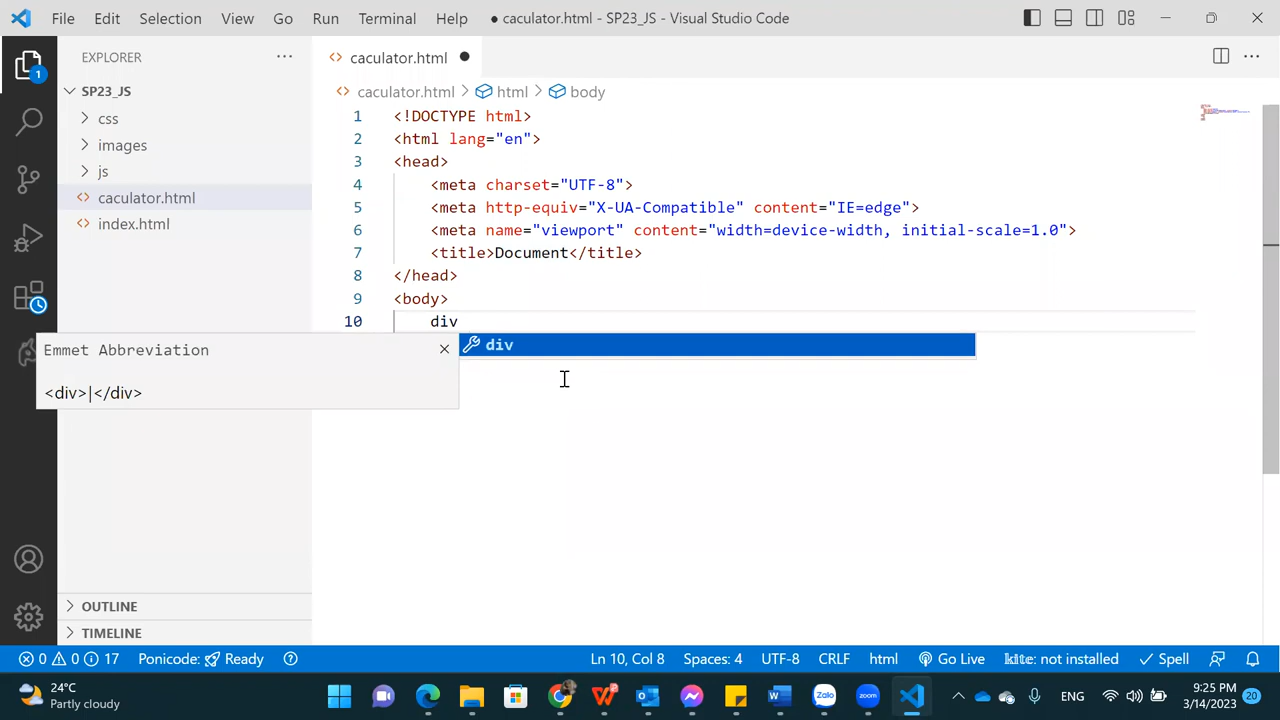 File Edit Selection View Go Run Terminal Help ● caculator.html - SP23_JS - Visual Studio Code
EXPLORER ···
caculator.html ●
1
SP23_JS
css
images
js
caculator.html
index.html
OUTLINE
TIMELINE
caculator.html > html > body
1 <!DOCTYPE html>
2 <html lang="en">
3 <head>
4 <meta charset="UTF-8">
5 <meta http-equiv="X-UA-Compatible" content="IE=edge">
6 <meta name="viewport" content="width=device-width, initial-scale=1.0">
7 <title>Document</title>
8 </head>
9 <body>
10 div
Emmet Abbreviation
<div>|</div>
div
0 0 17 Ponicode: Ready Ln 10, Col 8 Spaces: 4 UTF-8 CRLF html Go Live kite: not installed Spell
24°C
Partly cloudy
Zalo
zoom
ENG
9:25 PM
3/14/2023
20